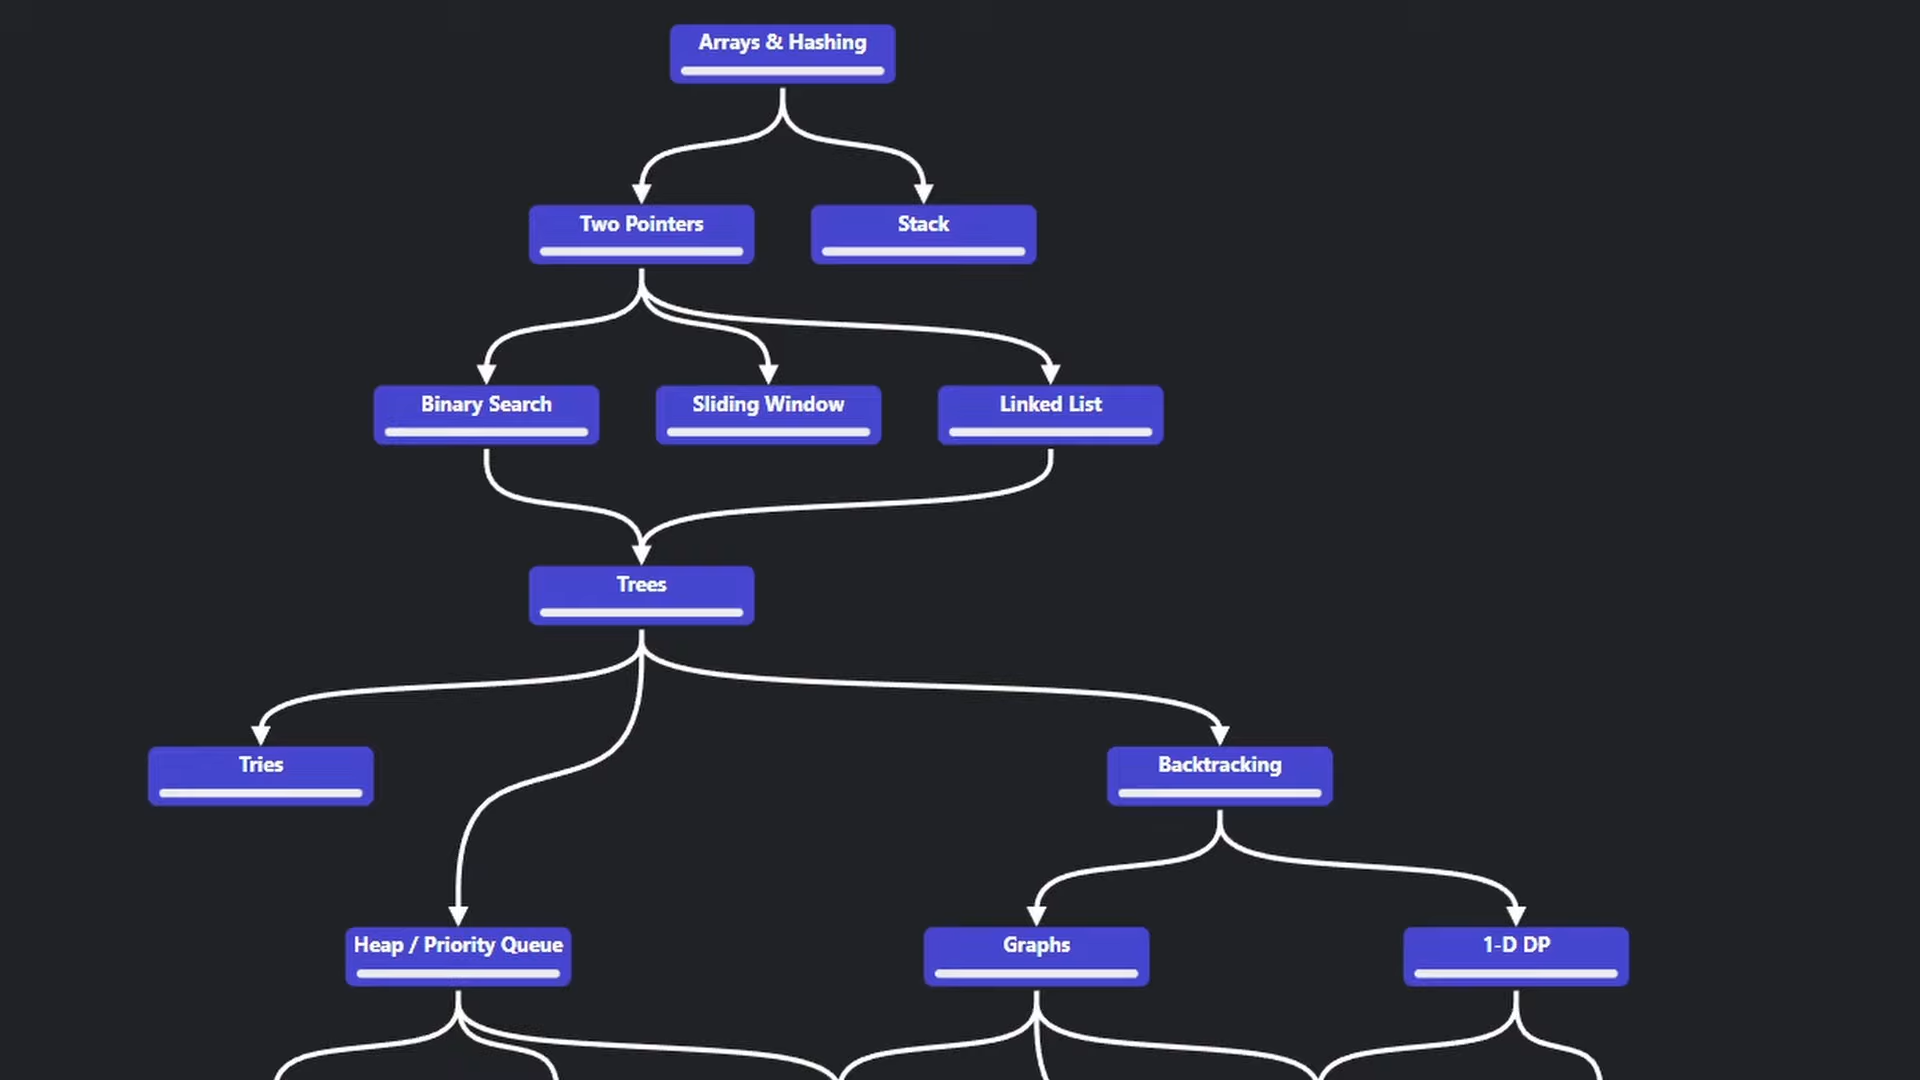 Arrays & Hashing
Two Pointers
Stack
Binary Search
Sliding Window
Linked List
Trees
Tries
Backtracking
Heap / Priority Queue
Graphs
1-D DP